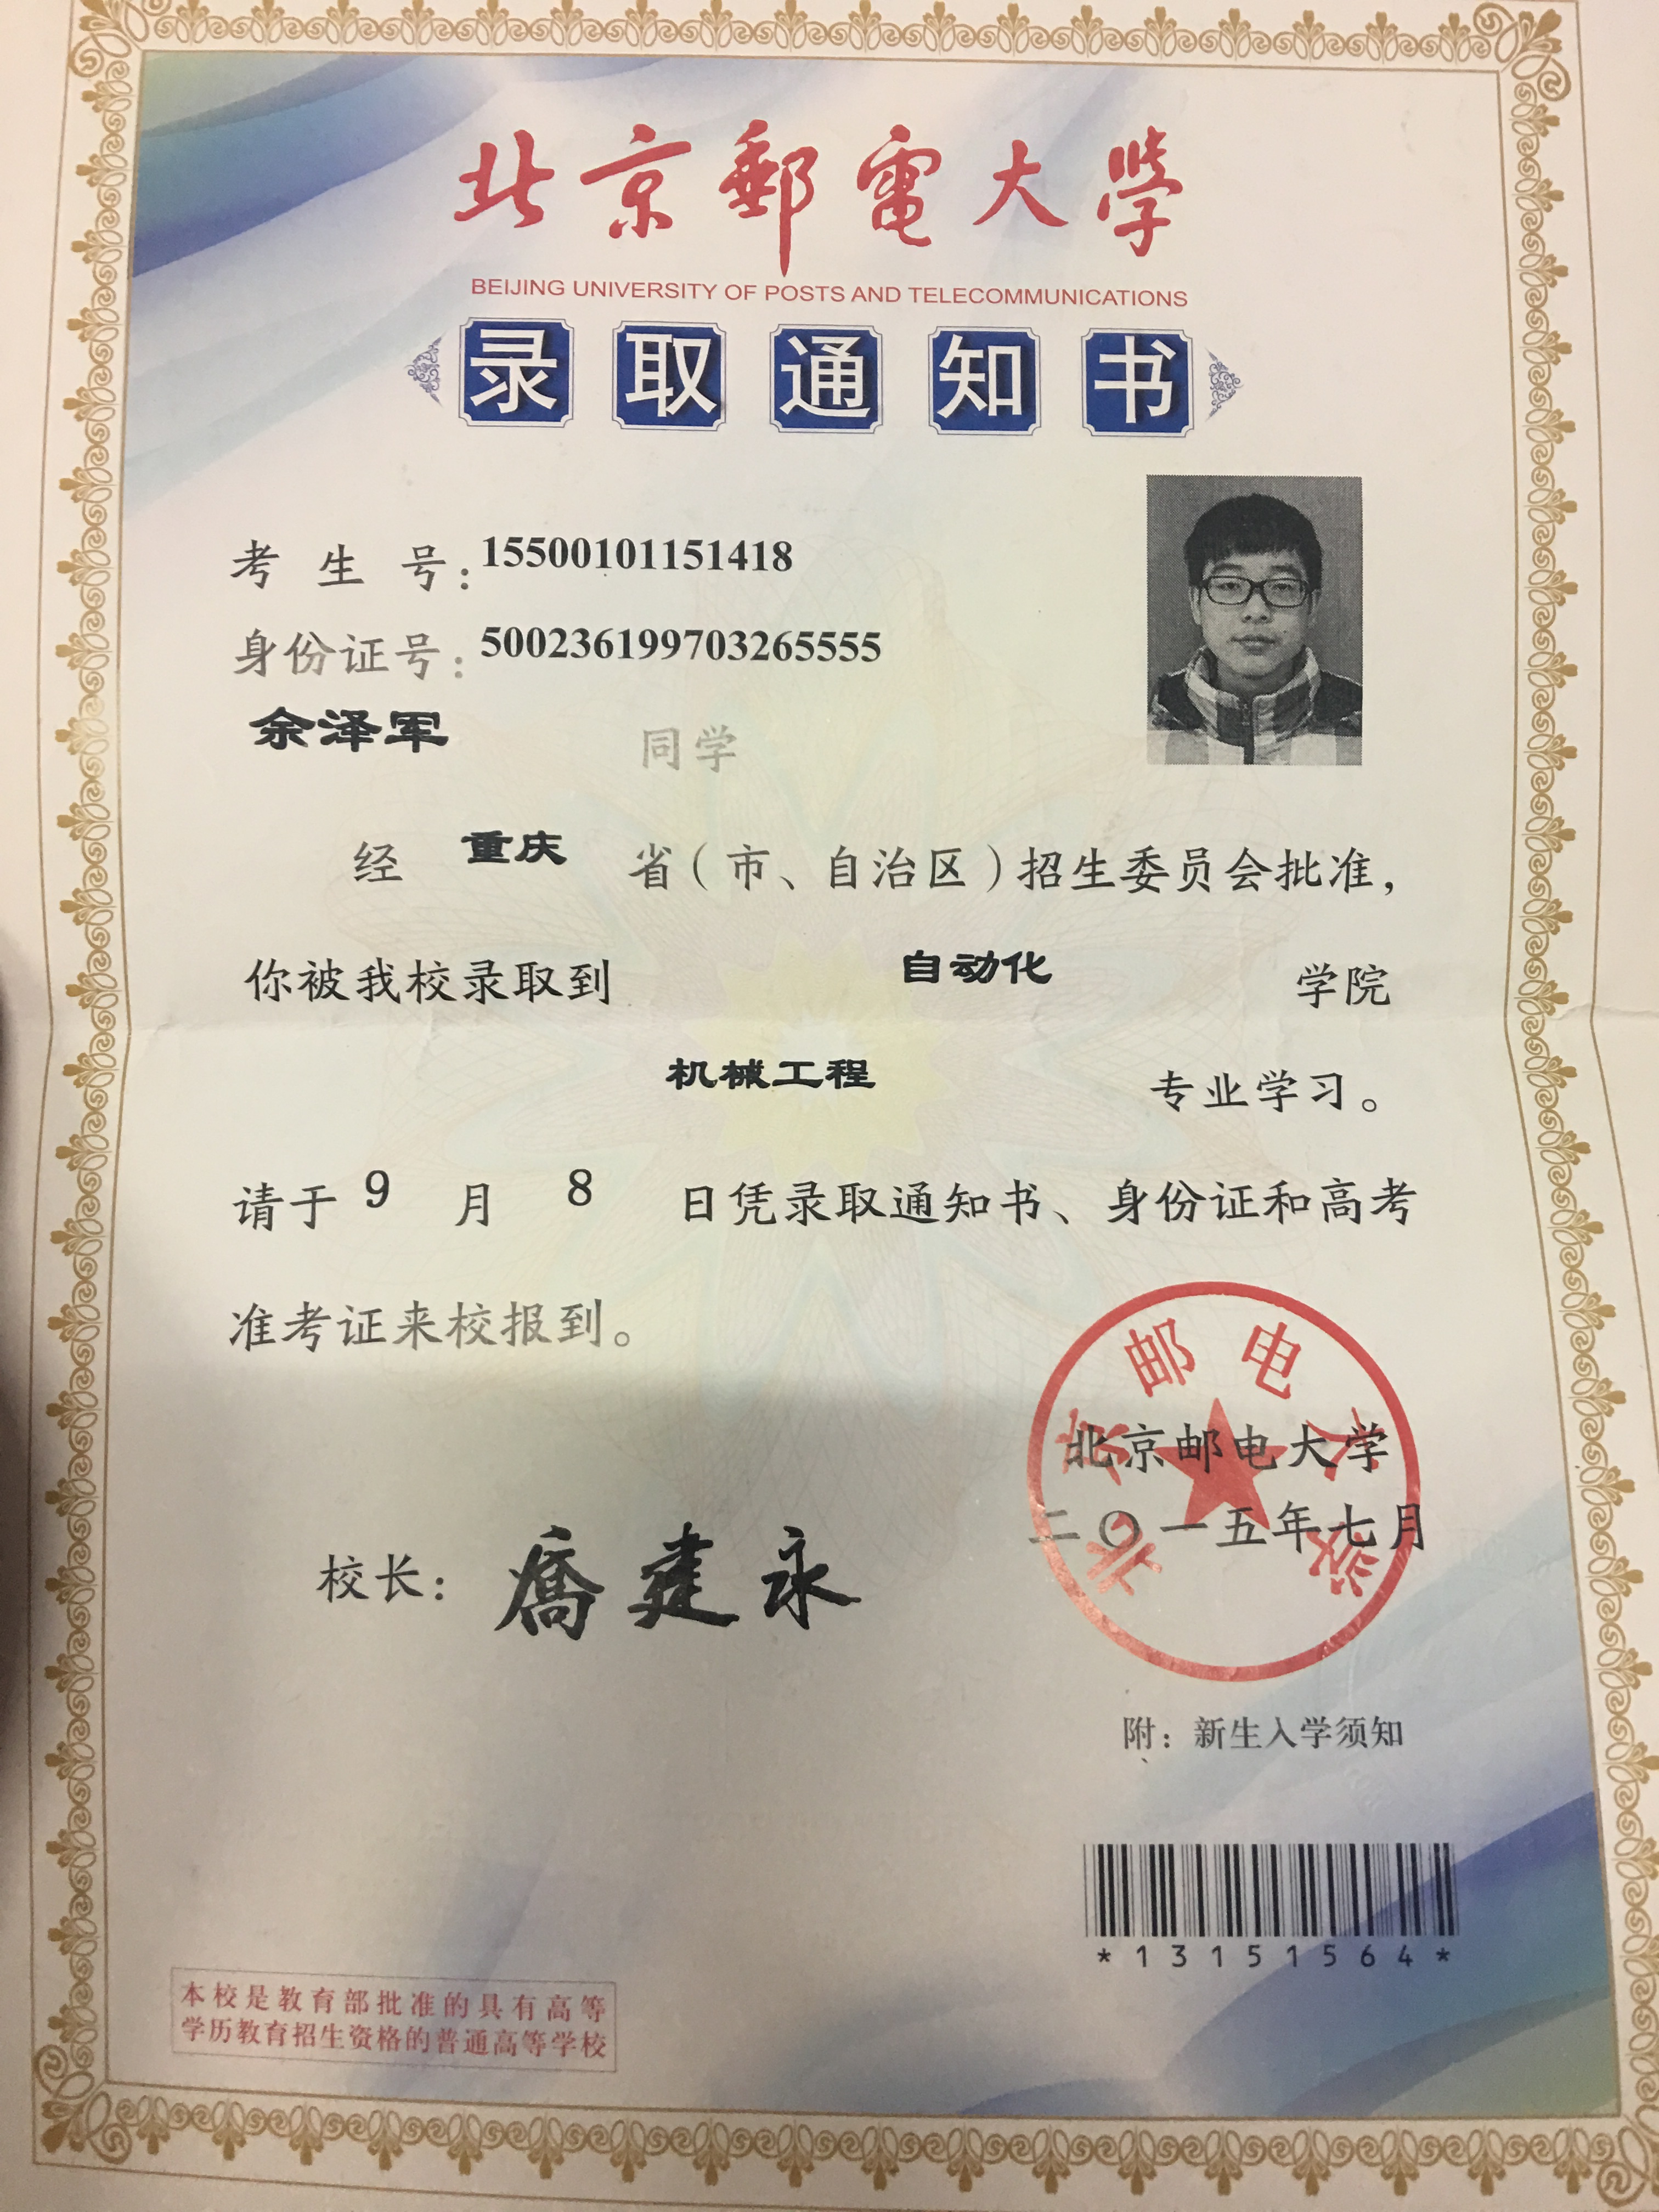 北京郵電大學
BEIJING UNIVERSITY OF POSTS AND TELECOMMUNICATIONS
录取通知书
考生号：15500101151418
身份证号：500236199703265555
余泽军 同学
经 重庆 省（市、自治区）招生委员会批准，
你被我校录取到 自动化 学院
机械工程 专业学习。
请于 9 月 8 日凭录取通知书、身份证和高考
准考证来校报到。
北京邮电大学
北京邮电大学
二〇一五年七月
校长：喬建永
附：新生入学须知
*13151564*
本校是教育部批准的具有高等
学历教育招生资格的普通高等学校